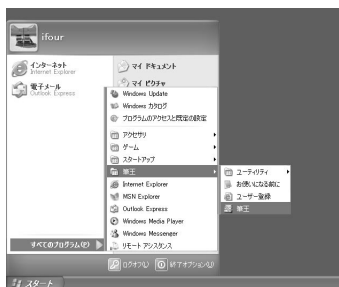 ifour
インターネット
Internet Explorer
電子メール
Outlook Express
マイ ドキュメント
マイ ピクチャ
Windows Update
Windows カタログ
プログラムのアクセスと既定の設定
アクセサリ
ゲーム
スタートアップ
筆王
Internet Explorer
MSN Explorer
Outlook Express
Windows Media Player
Windows Messenger
リモート アシスタンス
ユーティリティ
お使いになる前に
ユーザー登録
筆王
すべてのプログラム(P)
ログオフ(L)
終了オプション(U)
スタート